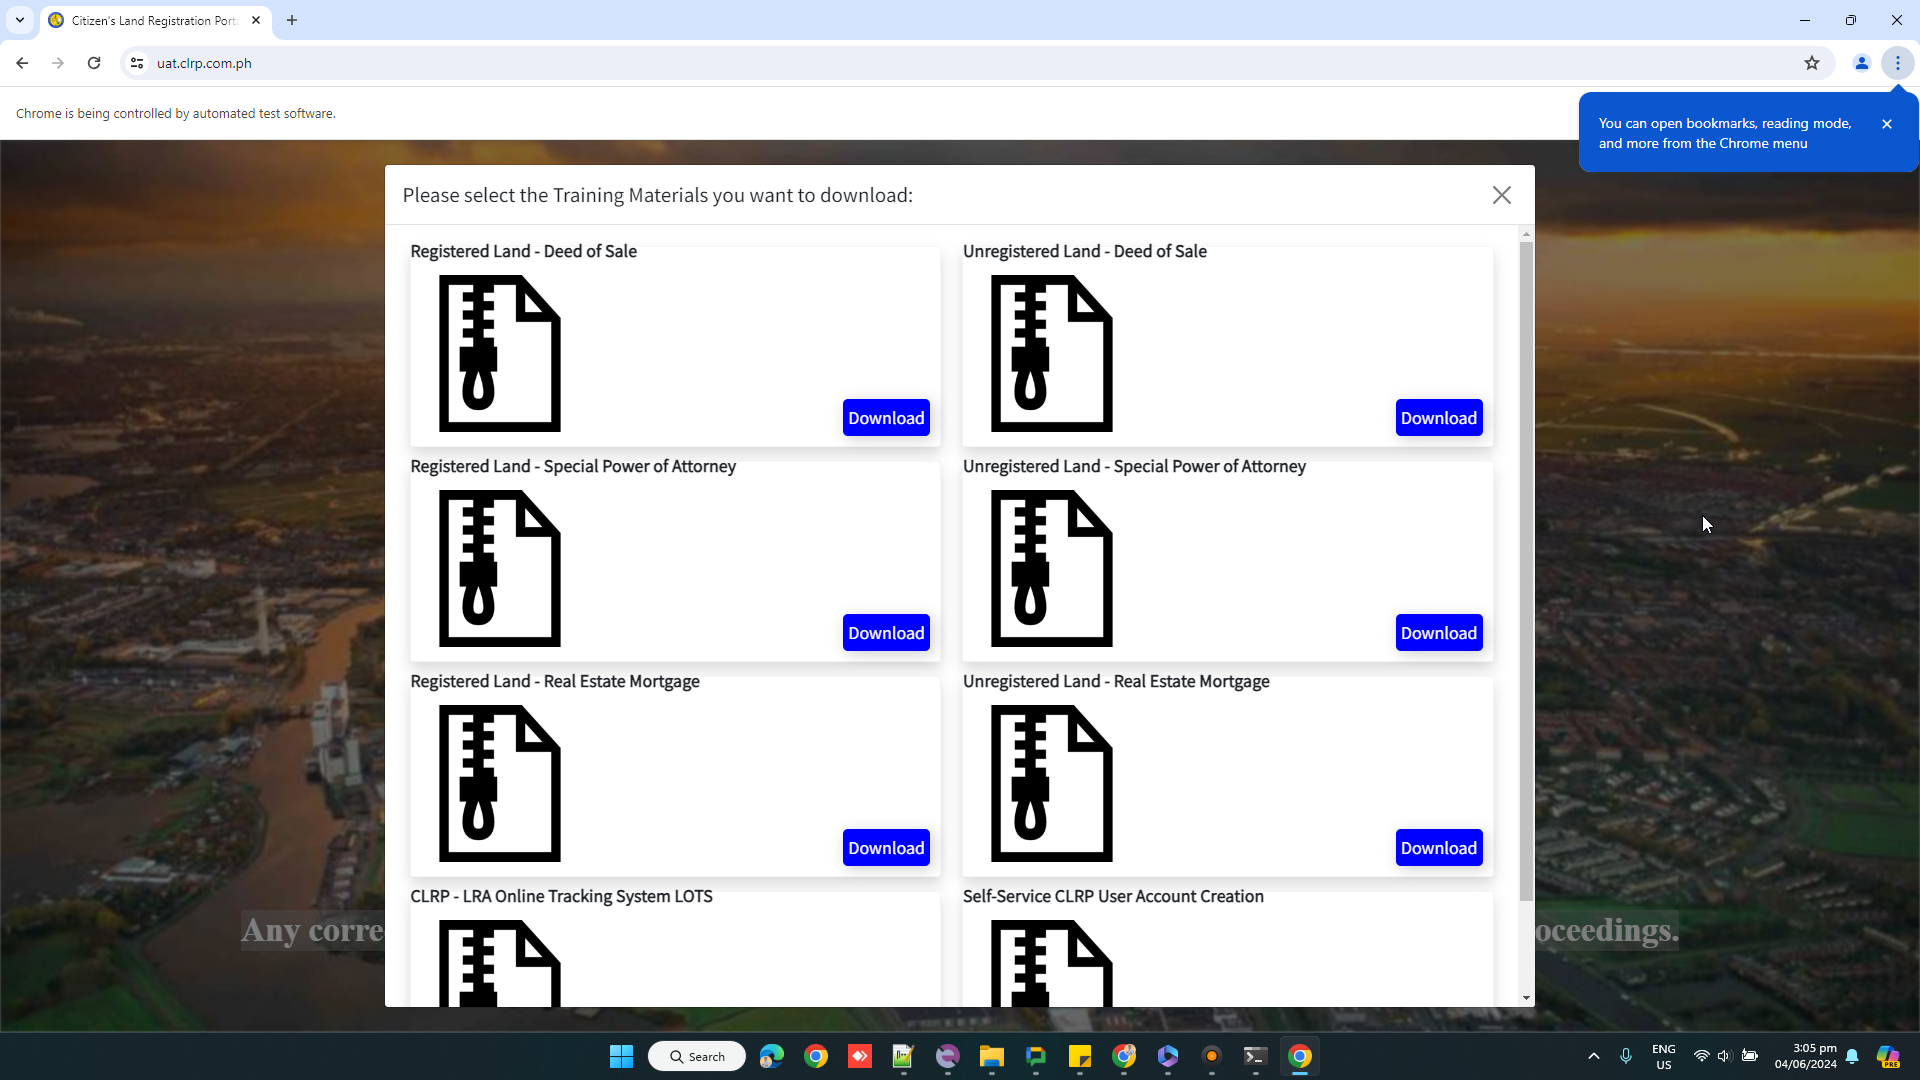 Citizen's Land Registration Porta
uat.clrp.com.ph
Chrome is being controlled by automated test software.
You can open bookmarks, reading mode,
and more from the Chrome menu
Please select the Training Materials you want to download:
Registered Land - Deed of Sale
Unregistered Land - Deed of Sale
Download
Download
Registered Land - Special Power of Attorney
Unregistered Land - Special Power of Attorney
Download
Download
Registered Land - Real Estate Mortgage
Unregistered Land - Real Estate Mortgage
Download
Download
CLRP - LRA Online Tracking System LOTS
Self-Service CLRP User Account Creation
Any corre
oceedings.
Search
ENG
US
3:05 pm
04/06/2024
PRE